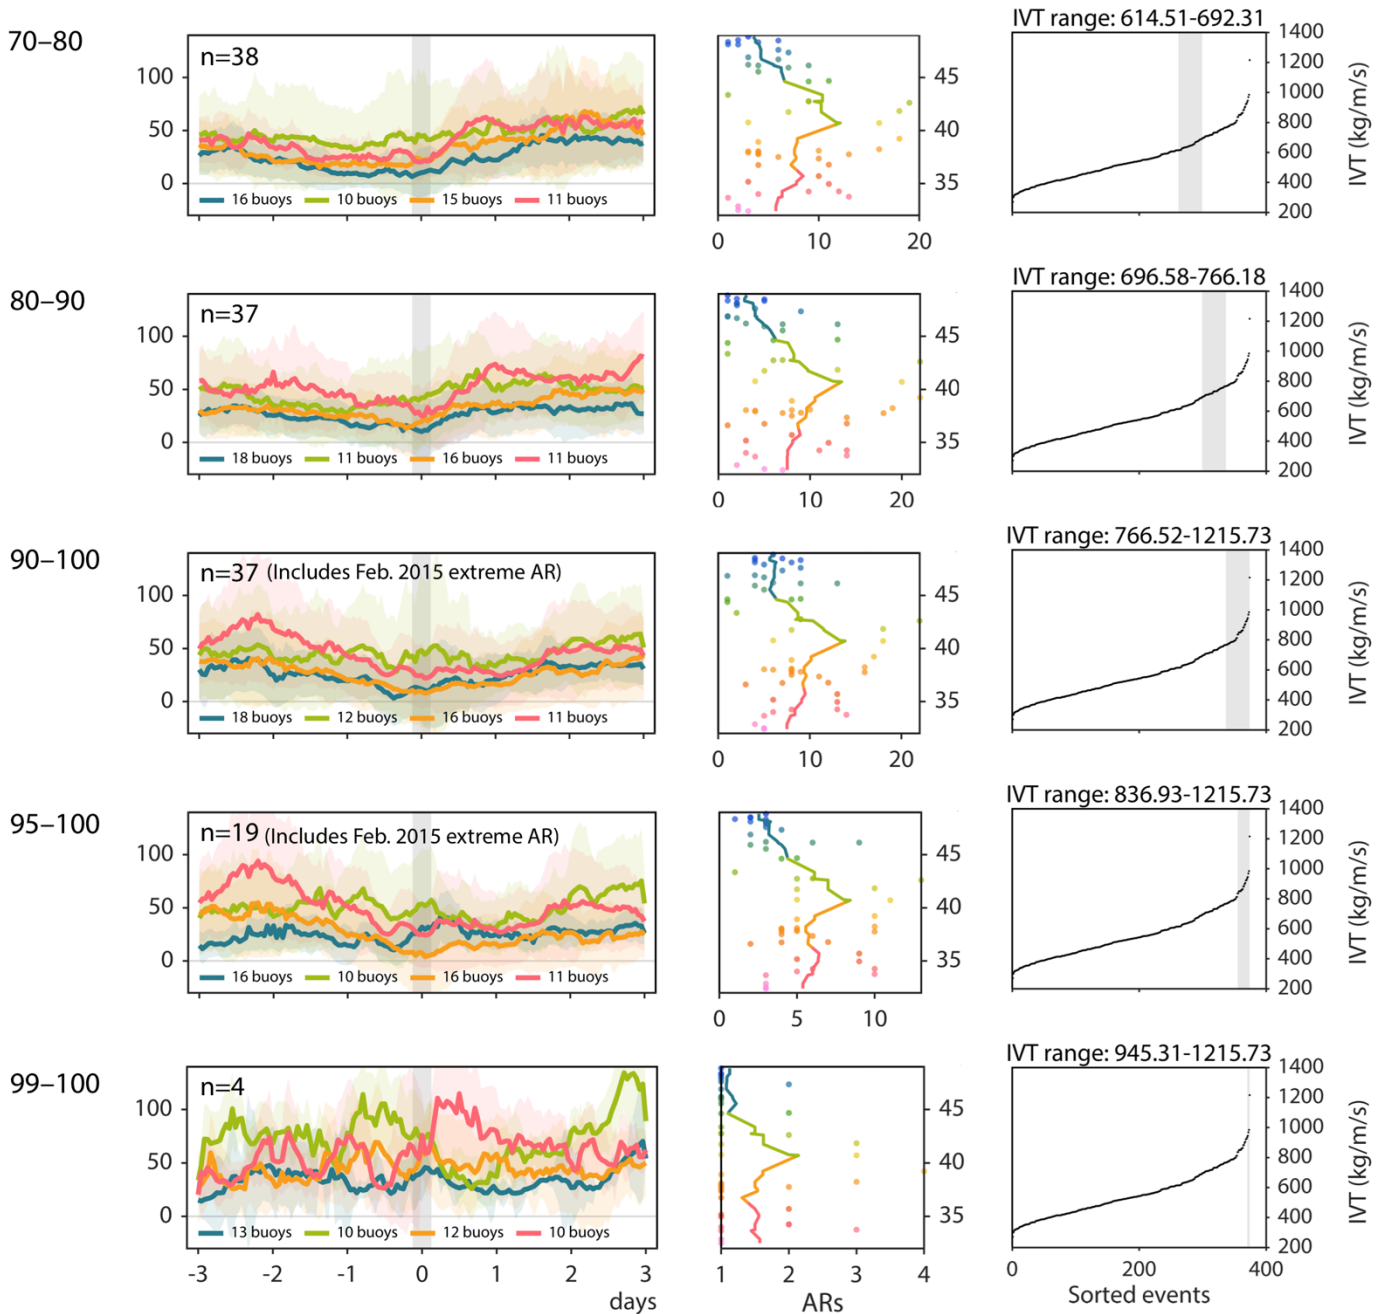 70–80
n=38
100
50
0
16 buoys 10 buoys 15 buoys 11 buoys
45
40
35
0 10 20
IVT range: 614.51-692.31
1400
1200
1000
800
600
400
200
IVT (kg/m/s)
80–90
n=37
100
50
0
18 buoys 11 buoys 16 buoys 11 buoys
45
40
35
0 10 20
IVT range: 696.58-766.18
1400
1200
1000
800
600
400
200
IVT (kg/m/s)
90–100
n=37 (Includes Feb. 2015 extreme AR)
100
50
0
18 buoys 12 buoys 16 buoys 11 buoys
45
40
35
0 10 20
IVT range: 766.52-1215.73
1400
1200
1000
800
600
400
200
IVT (kg/m/s)
95–100
n=19 (Includes Feb. 2015 extreme AR)
100
50
0
16 buoys 10 buoys 16 buoys 11 buoys
45
40
35
0 5 10
IVT range: 836.93-1215.73
1400
1200
1000
800
600
400
200
IVT (kg/m/s)
99–100
n=4
100
50
0
13 buoys 10 buoys 12 buoys 10 buoys
-3 -2 -1 0 1 2 3
days
45
40
35
1 2 3 4
ARs
IVT range: 945.31-1215.73
1400
1200
1000
800
600
400
200
IVT (kg/m/s)
0 200 400
Sorted events